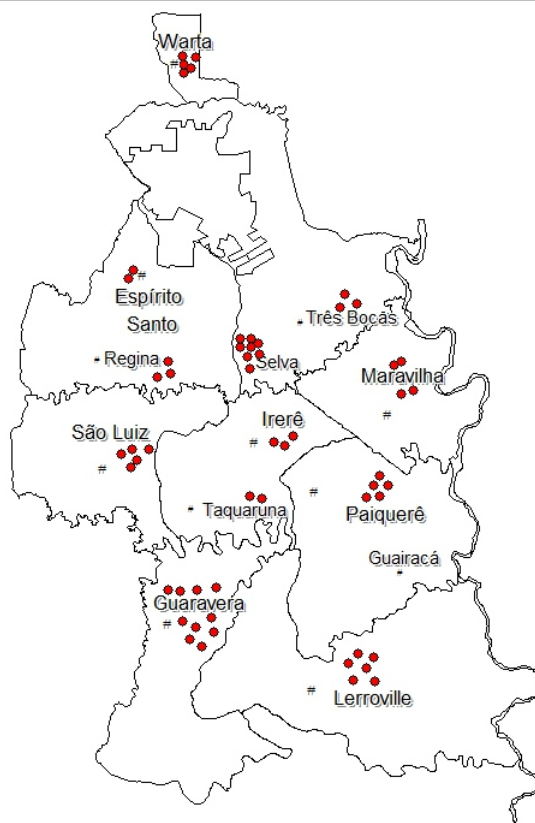 Warta
#
#
Espírito
Santo
Três Bocas
Regina
Selva
Maravilha
#
Irerê
São Luiz
#
#
#
Paiquerê
Taquaruna
Guairacá
Guaravera
#
#
Lerroville